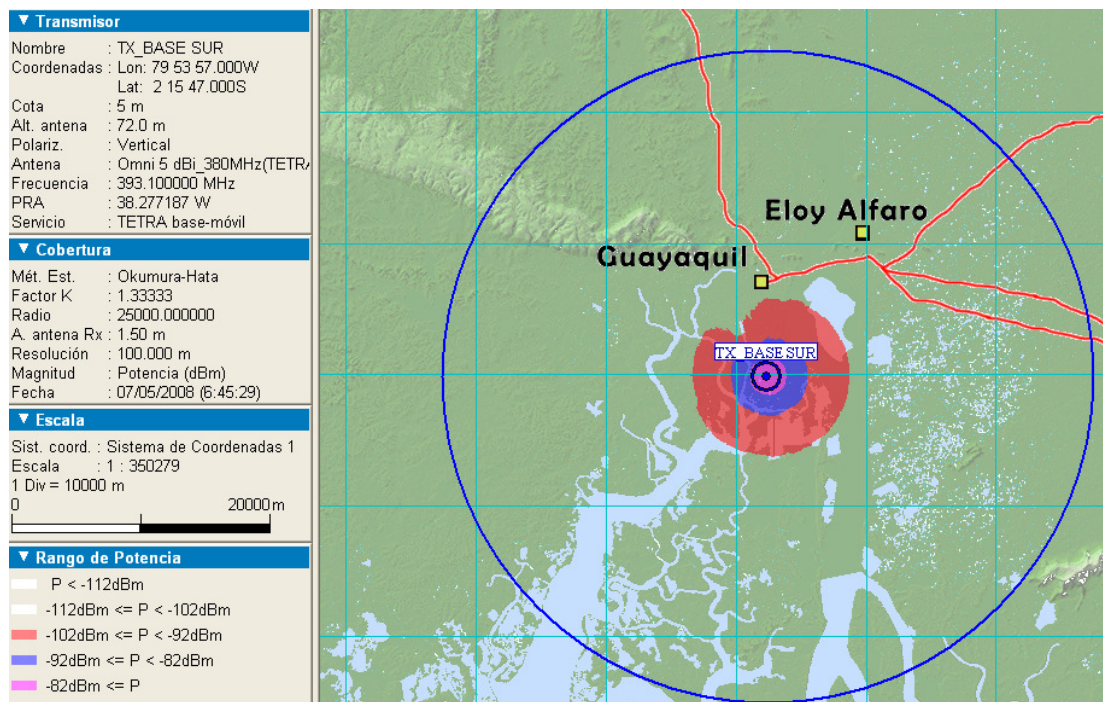 ▼ Transmisor
Nombre : TX_BASE SUR
Coordenadas : Lon: 79 53 57.000W
Lat: 2 15 47.000S
Cota : 5 m
Alt. antena : 72.0 m
Polariz. : Vertical
Antena : Omni 5 dBi_380MHz(TETRA
Frecuencia : 393.100000 MHz
PRA : 38.277187 W
Servicio : TETRA base-móvil
▼ Cobertura
Mét. Est. : Okumura-Hata
Factor K : 1.33333
Radio : 25000.000000
A. antena Rx : 1.50 m
Resolución : 100.000 m
Magnitud : Potencia (dBm)
Fecha : 07/05/2008 (6:45:29)
▼ Escala
Sist. coord. : Sistema de Coordenadas 1
Escala : 1 : 350279
1 Div = 10000 m
0 20000 m
▼ Rango de Potencia
P < -112dBm
-112dBm <= P < -102dBm
-102dBm <= P < -92dBm
-92dBm <= P < -82dBm
-82dBm <= P
Eloy Alfaro
Guayaquil
TX_BASE SUR